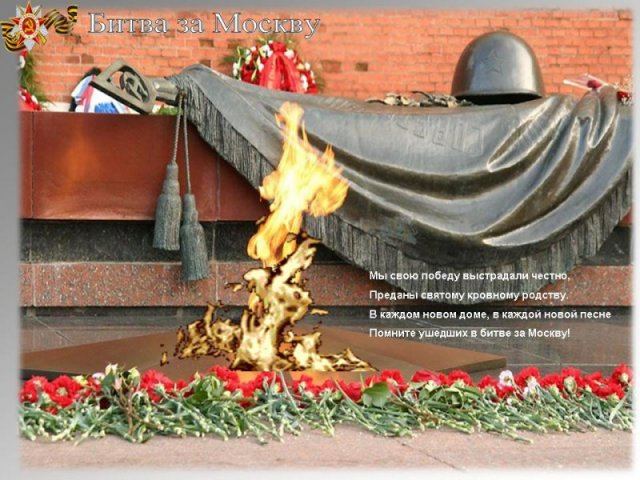 Битва за Москву
Мы свою победу выстрадали честно,
Преданы святому кровному родству.
В каждом новом доме, в каждой новой песне
Помните ушедших в битве за Москву!